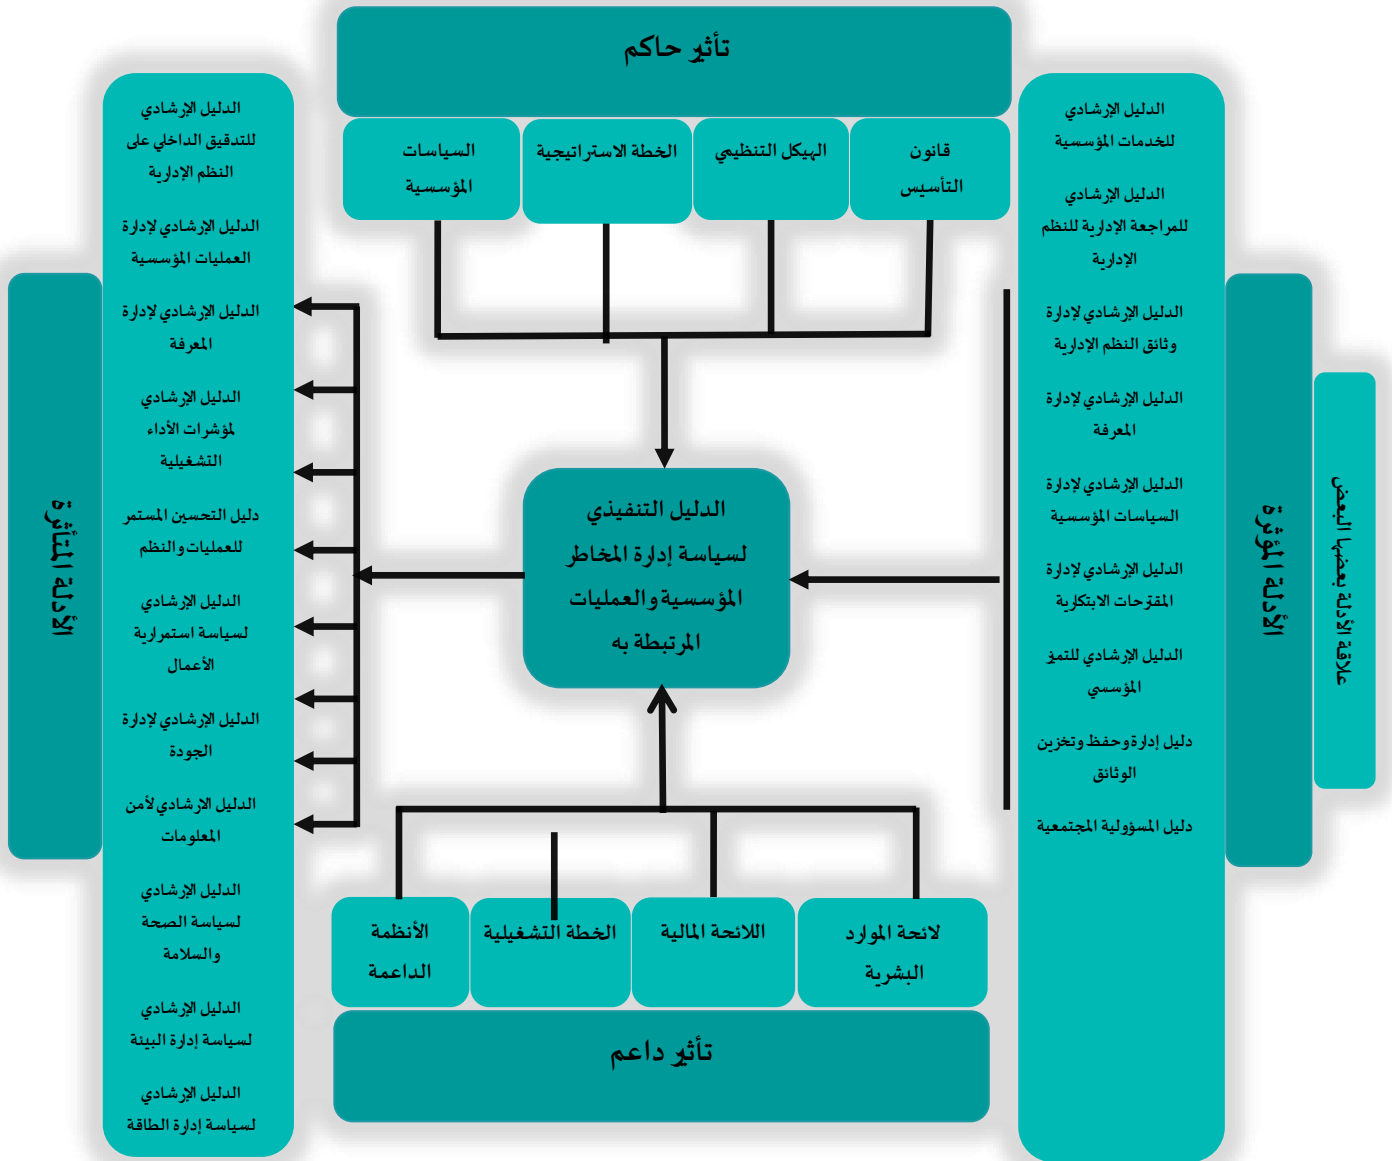 تأثير حاكم
قانون
التأسيس
الهيكل التنظيمي
الخطة الاستراتيجية
السياسات
المؤسسية
علاقة الأدلة بعضها البعض
الأدلة المؤثرة
الدليل الإرشادي
للخدمات المؤسسية
الدليل الإرشادي
للمراجعة الإدارية للنظم
الإدارية
الدليل الإرشادي لإدارة
وثائق النظم الإدارية
الدليل الإرشادي لإدارة
المعرفة
الدليل الإرشادي لإدارة
السياسات المؤسسية
الدليل الإرشادي لإدارة
المقترحات الابتكارية
الدليل الإرشادي للتميز
المؤسسي
دليل إدارة وحفظ وتخزين
الوثائق
دليل المسؤولية المجتمعية
الدليل التنفيذي
لسياسة إدارة المخاطر
المؤسسية والعمليات
المرتبطة به
الدليل الإرشادي
للتدقيق الداخلي على
النظم الإدارية
الدليل الإرشادي لإدارة
العمليات المؤسسية
الدليل الإرشادي لإدارة
المعرفة
الدليل الإرشادي
لمؤشرات الأداء
التشغيلية
دليل التحسين المستمر
للعمليات والنظم
الدليل الإرشادي
لسياسة استمرارية
الأعمال
الدليل الإرشادي لإدارة
الجودة
الدليل الارشادي لأمن
المعلومات
الدليل الإرشادي
لسياسة الصحة
والسلامة
الدليل الإرشادي
لسياسة إدارة البيئة
الدليل الإرشادي
لسياسة إدارة الطاقة
الأدلة المتأثرة
لائحة الموارد
البشرية
اللائحة المالية
الخطة التشغيلية
الأنظمة
الداعمة
تأثير داعم